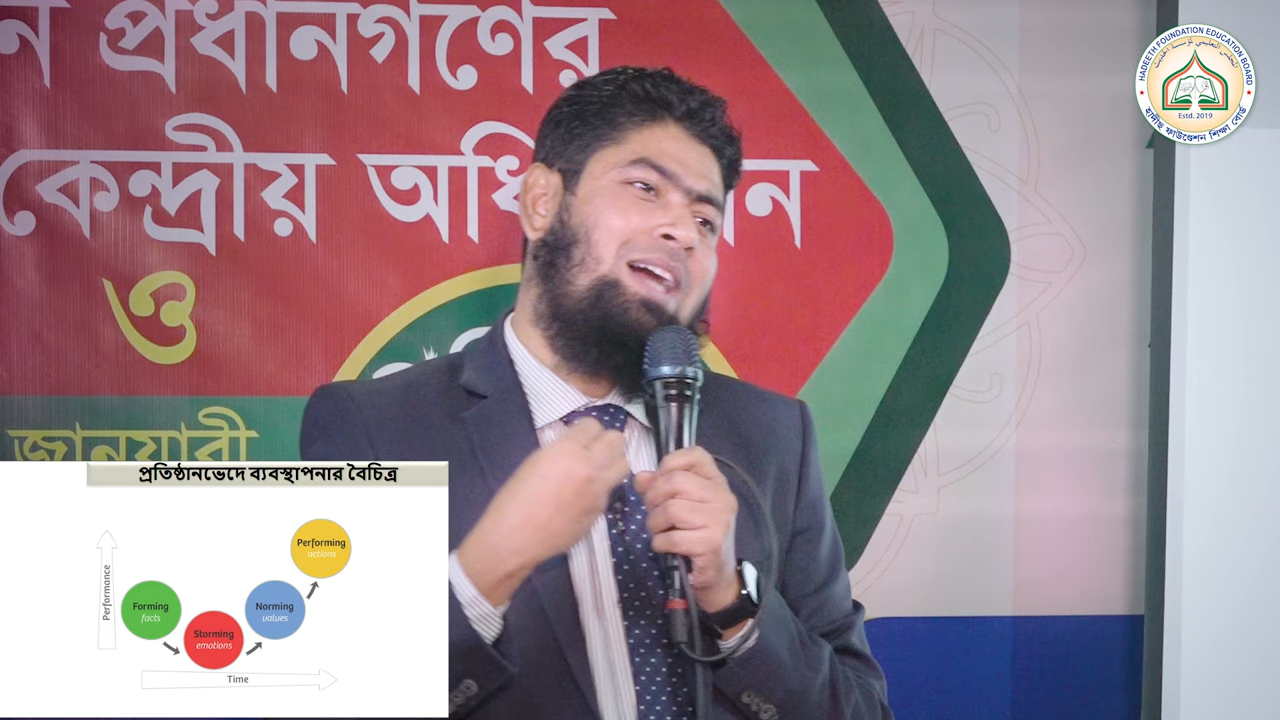 ন প্রধানগণের
কেন্দ্রীয়
ও
জানুয়ারী
HADEETH FOUNDATION EDUCATION BOARD
Estd. 2019
হাদীছ ফাউণ্ডেশন শিক্ষা বোর্ড
প্রতিষ্ঠানভেদে ব্যবস্থাপনার বৈচিত্র
Performance
Performing
actions
Forming
facts
Norming
values
Storming
emotions
Time